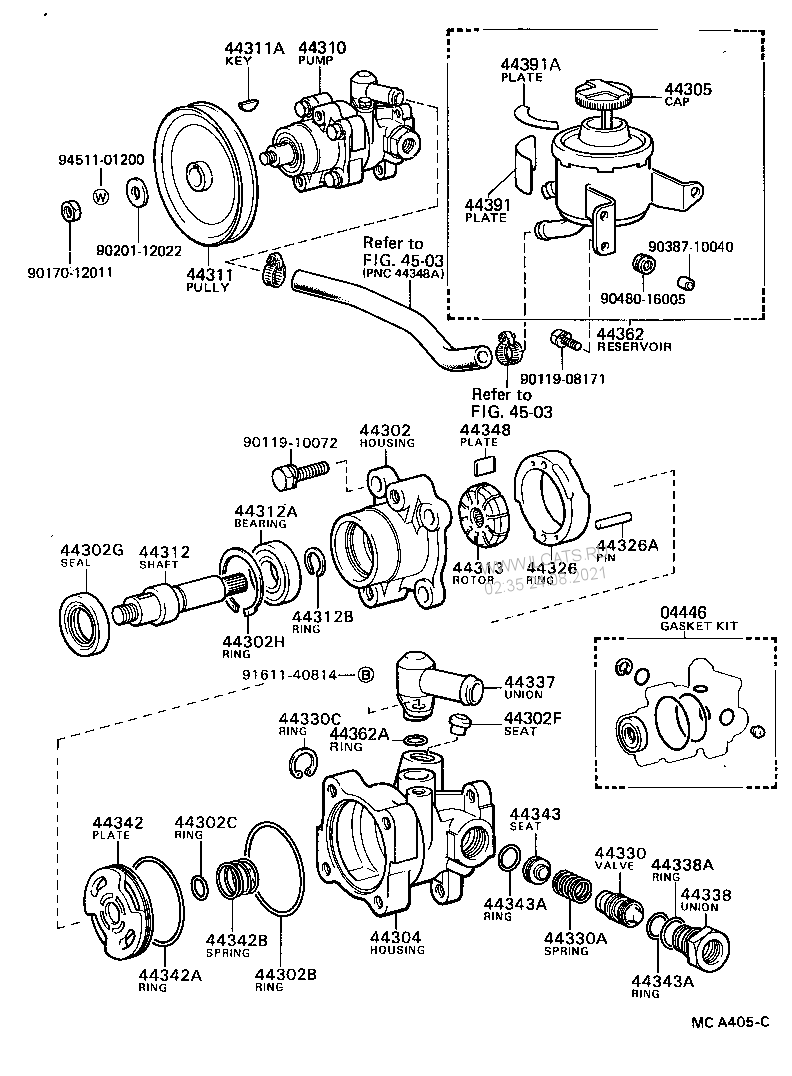 44311A
KEY
44310
PUMP
44391A
PLATE
44305
CAP
94511-01200
W
90201-12022
90170-12011
44311
PULLY
Refer to
FIG. 45-03
(PNC 44348A)
44391
PLATE
90387-10040
90480-16005
44362
RESERVOIR
90119-08171
Refer to
FIG. 45-03
90119-10072
44302
HOUSING
44348
PLATE
44312A
BEARING
44302G
SEAL
44312
SHAFT
44313
ROTOR
44326
RING
44326A
PIN
44312B
RING
44302H
RING
02:35 24.08.2021
04446
GASKET KIT
91611-40814
B
44337
UNION
44330C
RING
44362A
RING
44302F
SEAT
44342
PLATE
44302C
RING
44343
SEAT
44330
VALVE
44338A
RING
44338
UNION
44343A
RING
44342B
SPRING
44304
HOUSING
44330A
SPRING
44342A
RING
44302B
RING
44343A
RING
MC A405-C